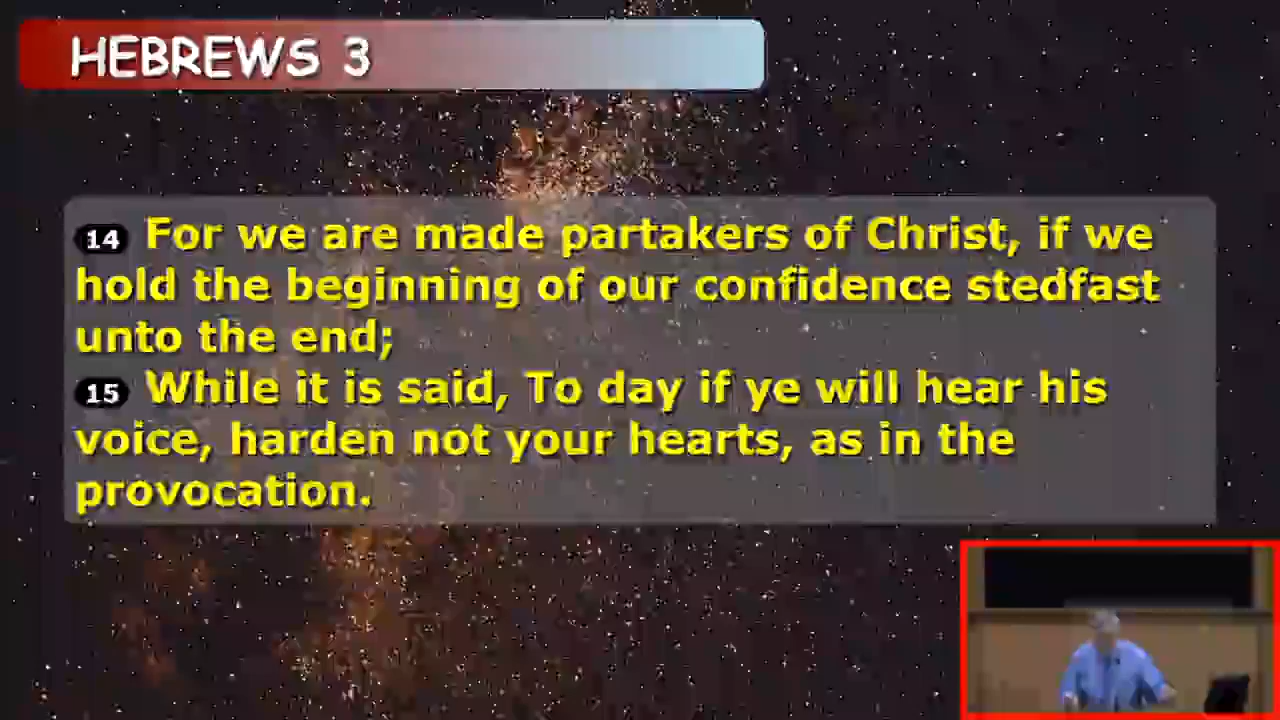 HEBREWS 3
14 For we are made partakers of Christ, if we
hold the beginning of our confidence stedfast
unto the end;
15 While it is said, To day if ye will hear his
voice, harden not your hearts, as in the
provocation.